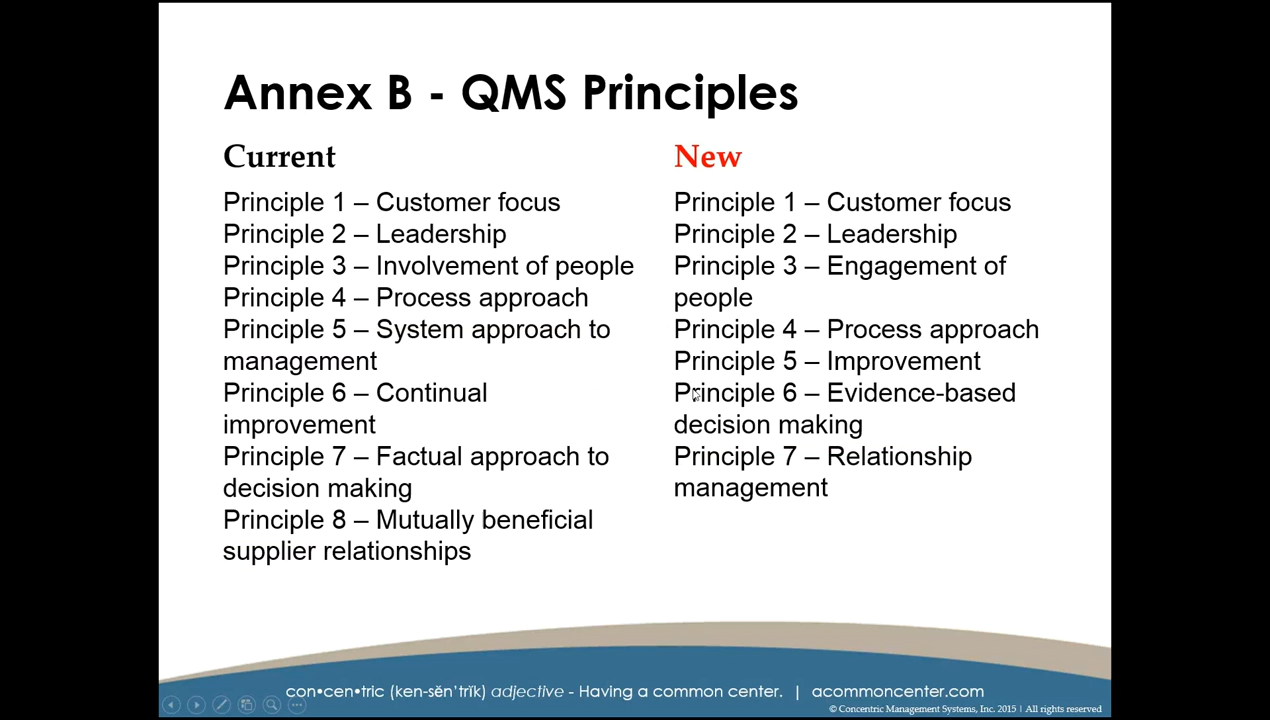 Annex B - QMS Principles
Current
Principle 1 – Customer focus
Principle 2 – Leadership
Principle 3 – Involvement of people
Principle 4 – Process approach
Principle 5 – System approach to
management
Principle 6 – Continual
improvement
Principle 7 – Factual approach to
decision making
Principle 8 – Mutually beneficial
supplier relationships
New
Principle 1 – Customer focus
Principle 2 – Leadership
Principle 3 – Engagement of
people
Principle 4 – Process approach
Principle 5 – Improvement
Principle 6 – Evidence-based
decision making
Principle 7 – Relationship
management
con•cen•tric (ken-sĕn'trĭk) adjective - Having a common center. | acommoncenter.com
© Concentric Management Systems, Inc. 2015 | All rights reserved